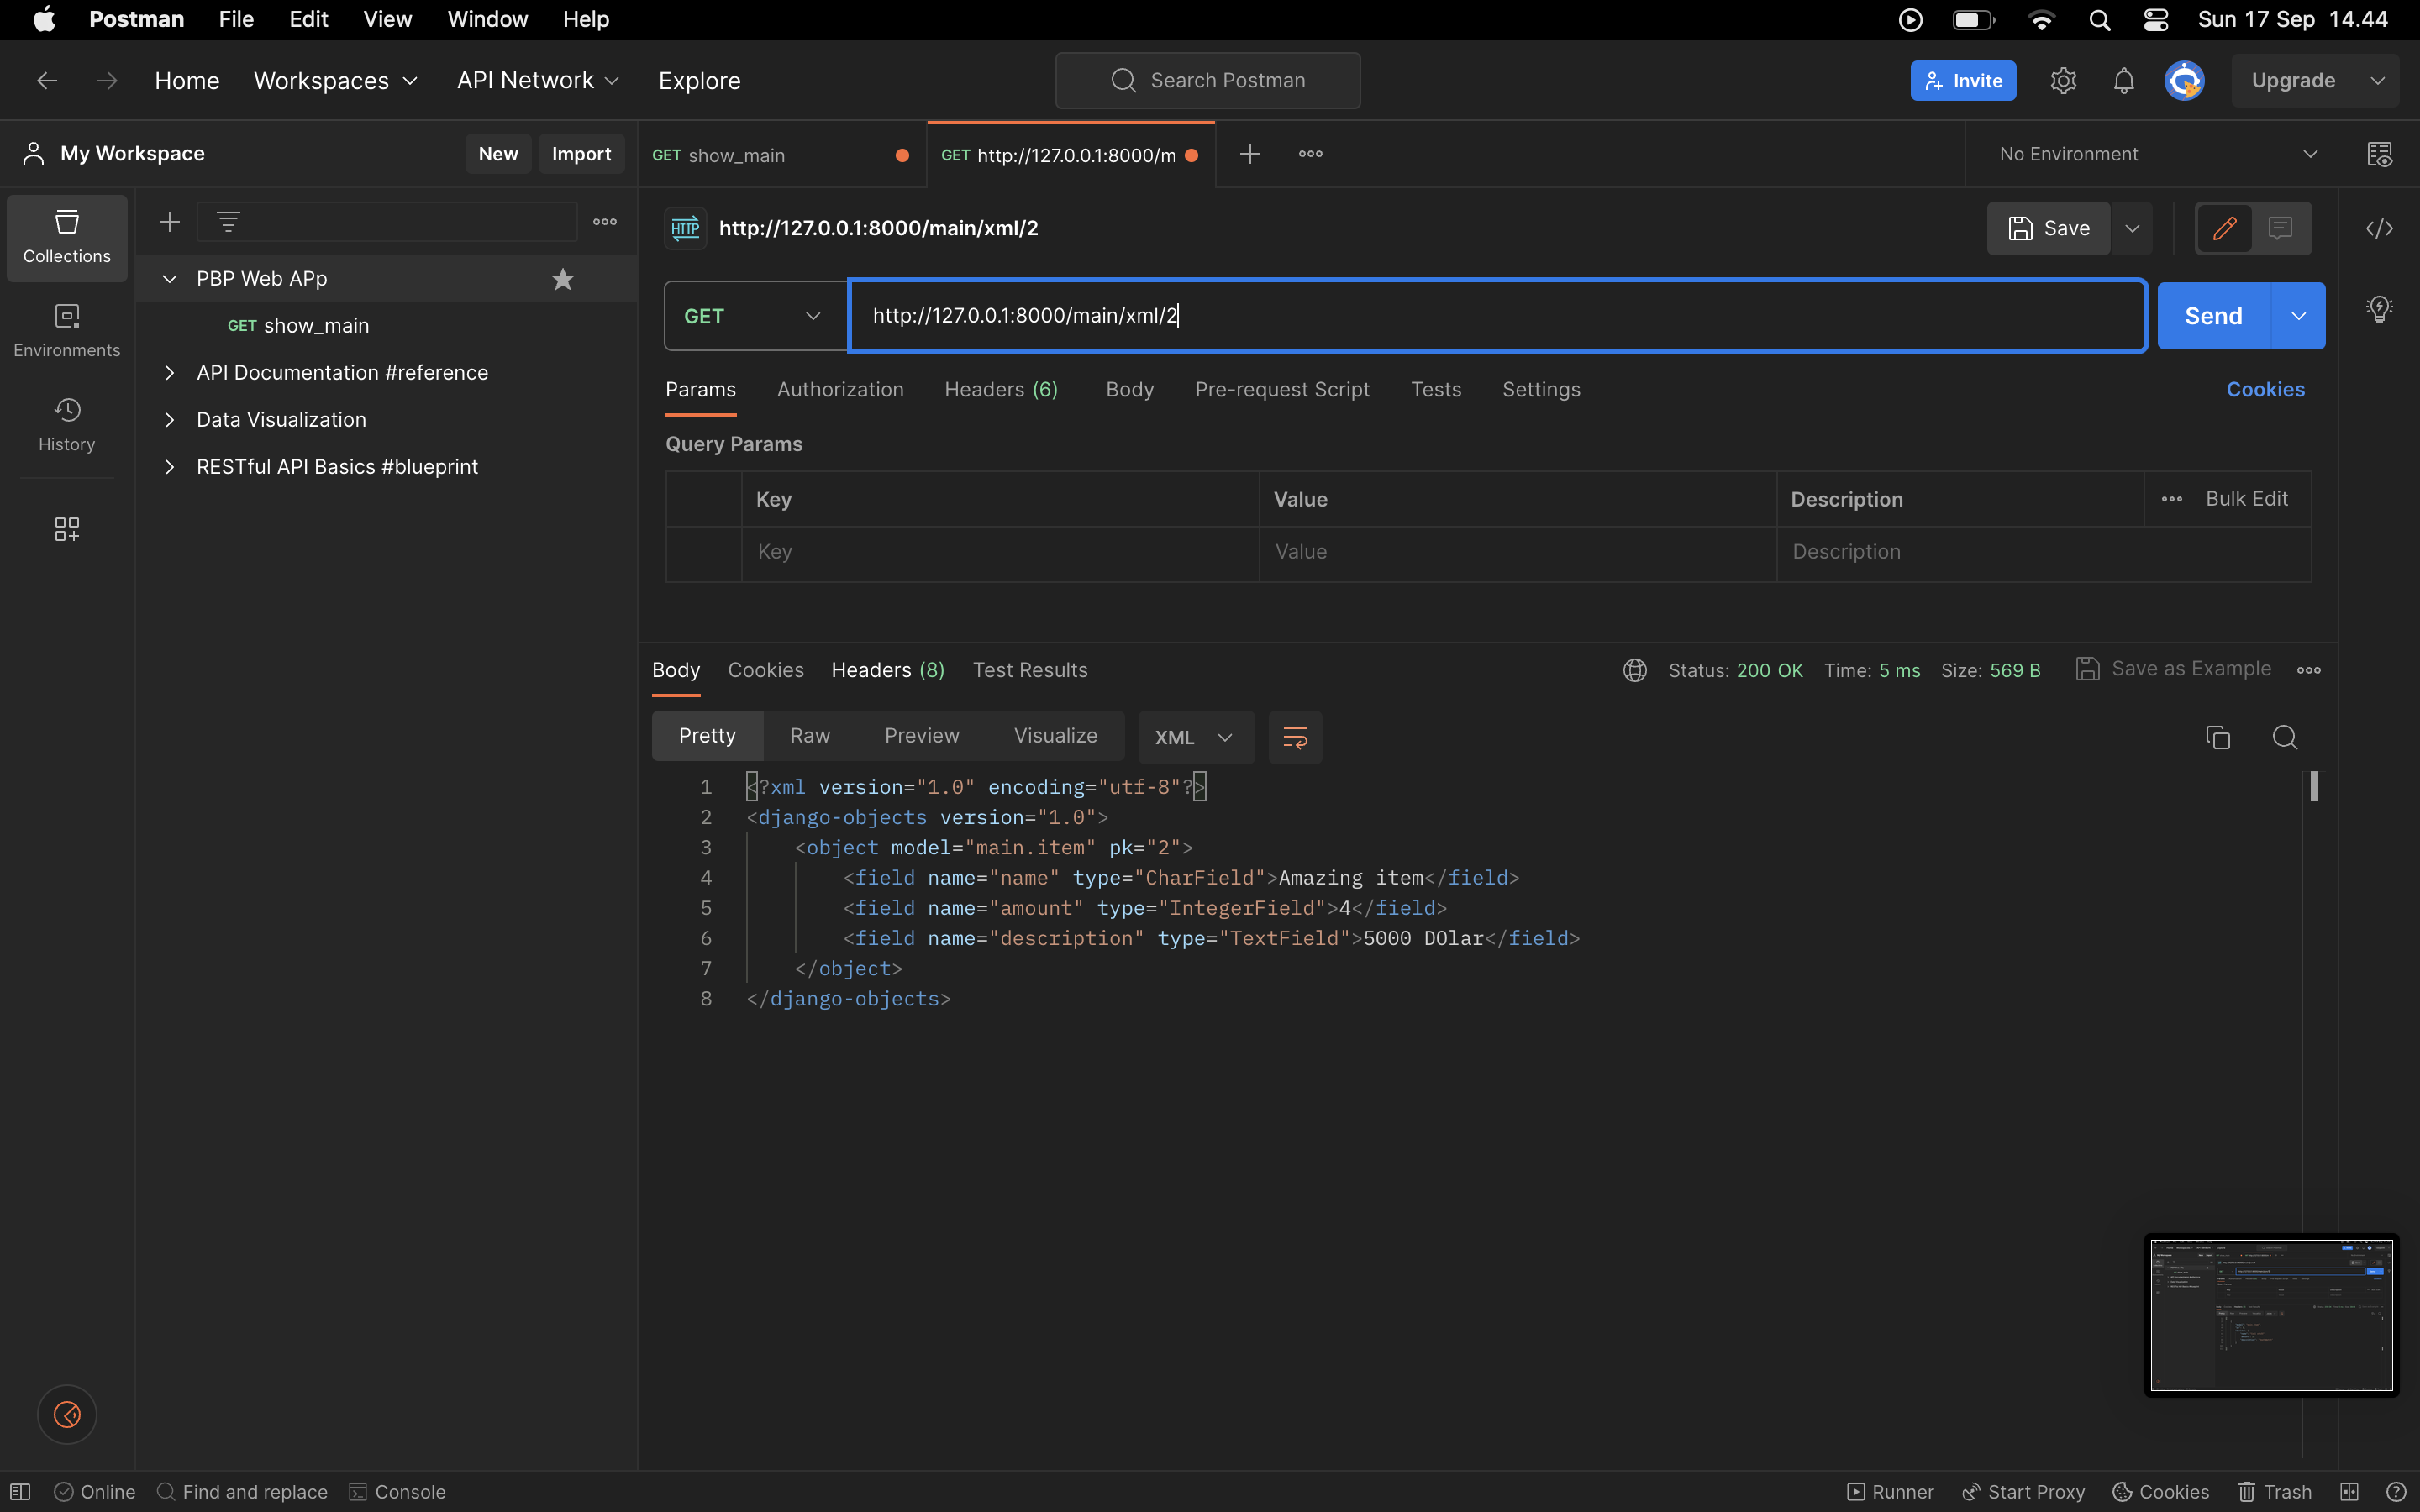 Postman File Edit View Window Help Sun 17 Sep 14.44
Home Workspaces API Network Explore Search Postman Invite Upgrade
My Workspace New Import GET show_main GET http://127.0.0.1:8000/m No Environment
Collections
Environments
History
PBP Web APp
GET show_main
API Documentation #reference
Data Visualization
RESTful API Basics #blueprint
HTTP http://127.0.0.1:8000/main/xml/2 Save
GET http://127.0.0.1:8000/main/xml/2 Send
Params Authorization Headers (6) Body Pre-request Script Tests Settings Cookies
Query Params
Key Value Description Bulk Edit
Key Value Description
Body Cookies Headers (8) Test Results Status: 200 OK Time: 5 ms Size: 569 B Save as Example
Pretty Raw Preview Visualize XML
1 <?xml version="1.0" encoding="utf-8"?>
2 <django-objects version="1.0">
3 <object model="main.item" pk="2">
4 <field name="name" type="CharField">Amazing item</field>
5 <field name="amount" type="IntegerField">4</field>
6 <field name="description" type="TextField">5000 DOlar</field>
7 </object>
8 </django-objects>
Online Find and replace Console Runner Start Proxy Cookies Trash